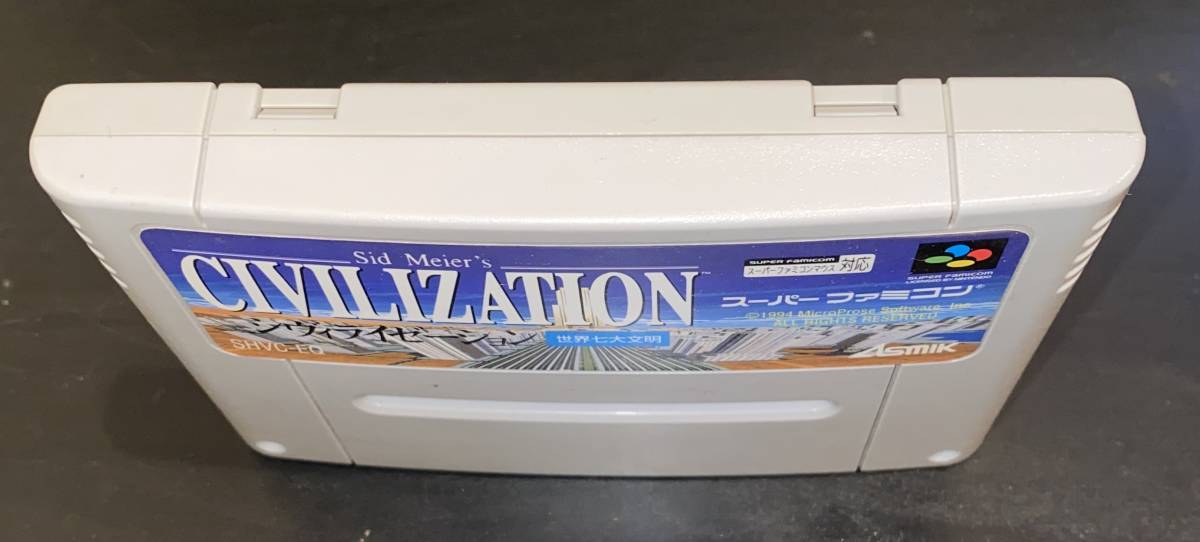 Sid Meier's
CIVILIZATION™
シヴィライゼーション
世界七大文明
SHVC-EO
SUPER FAMICOM
スーパーファミコンマウス 対応
SUPER FAMICOM
LICENSED BY NINTENDO
スーパーファミコン®
©1994 MicroProse Software, Inc.
ALL RIGHTS RESERVED
ASMIK